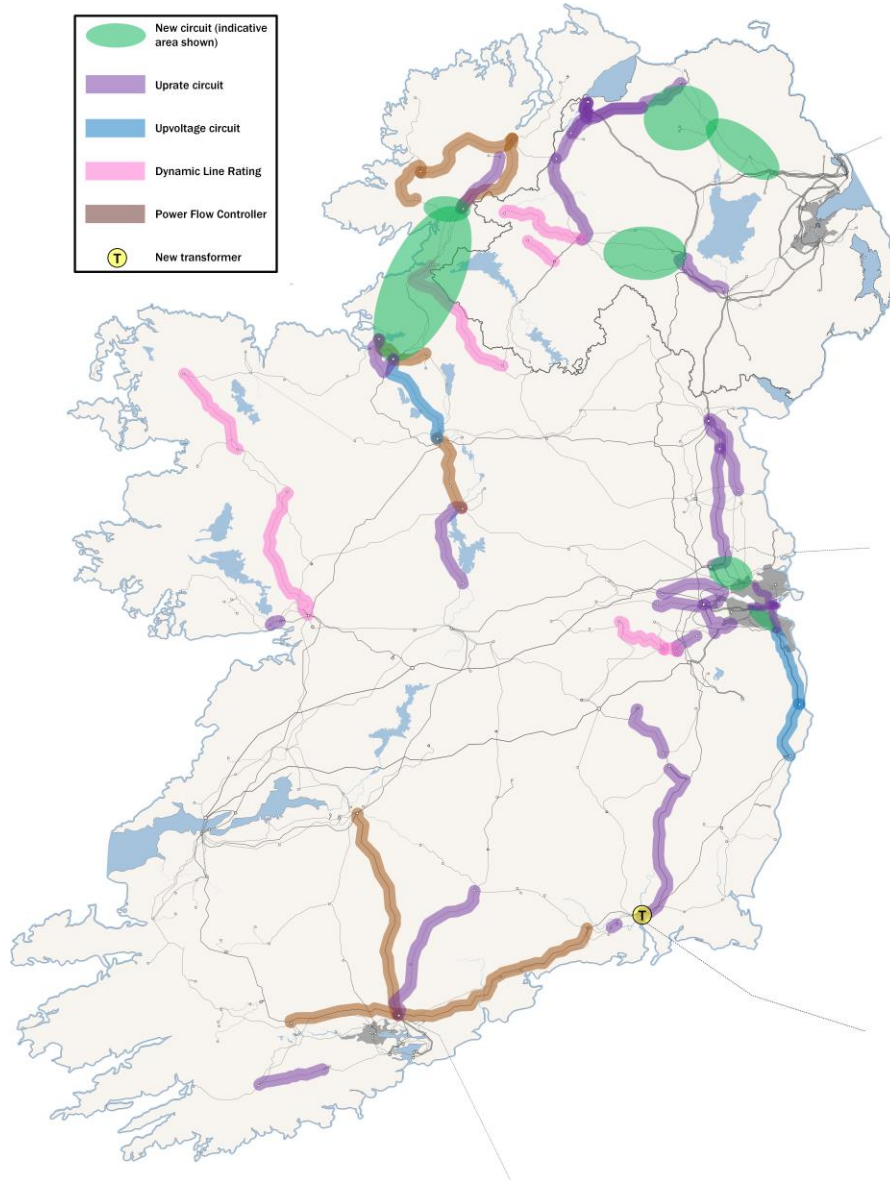 New circuit (indicative
area shown)
Uprate circuit
Upvoltage circuit
Dynamic Line Rating
Power Flow Controller
T New transformer
T